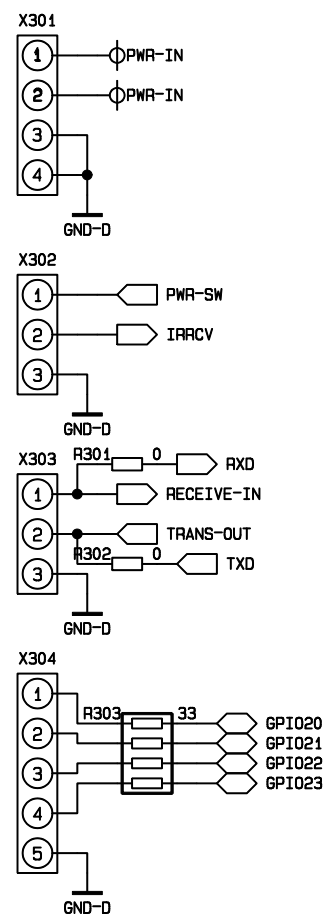 X301
1 PWR-IN
2 PWR-IN
3
4
GND-D
X302
1 PWR-SW
2 IRRCV
3
GND-D
R301 0 RXD
X303
1 RECEIVE-IN
2 TRANS-OUT
R302 0 TXD
3
GND-D
X304
1
R303 33 GPIO20
2 GPIO21
3 GPIO22
GPIO23
4
5
GND-D